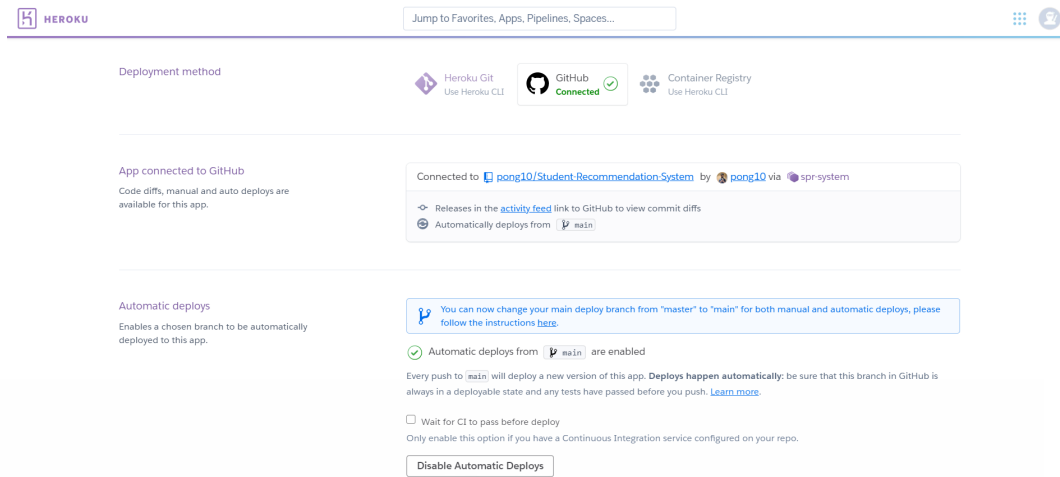 HEROKU
Jump to Favorites, Apps, Pipelines, Spaces...
Deployment method
Heroku Git
Use Heroku CLI
GitHub
Connected
Container Registry
Use Heroku CLI
App connected to GitHub
Code diffs, manual and auto deploys are
available for this app.
Connected to pong10/Student-Recommendation-System by pong10 via spr-system
Releases in the activity feed link to GitHub to view commit diffs
Automatically deploys from main
Automatic deploys
Enables a chosen branch to be automatically
deployed to this app.
You can now change your main deploy branch from "master" to "main" for both manual and automatic deploys, please
follow the instructions here.
Automatic deploys from main are enabled
Every push to main will deploy a new version of this app. Deploys happen automatically: be sure that this branch in GitHub is
always in a deployable state and any tests have passed before you push. Learn more.
Wait for CI to pass before deploy
Only enable this option if you have a Continuous Integration service configured on your repo.
Disable Automatic Deploys